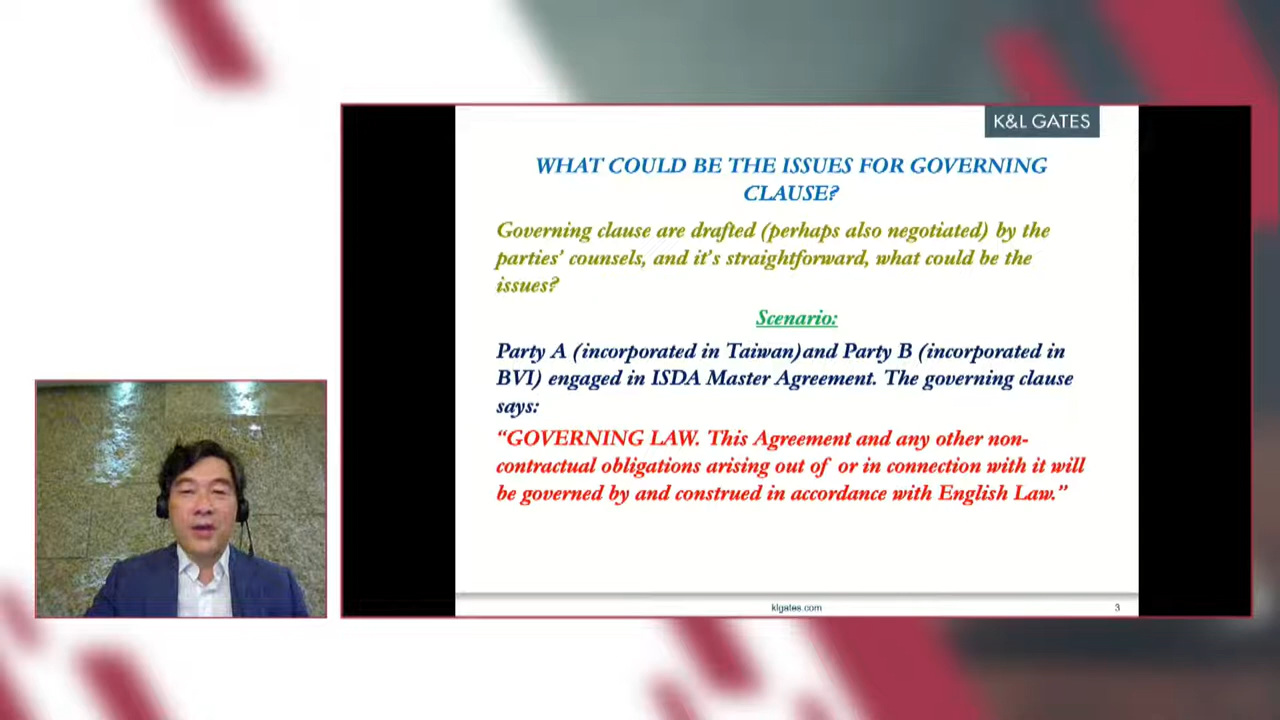 K&L GATES
WHAT COULD BE THE ISSUES FOR GOVERNING
CLAUSE?
Governing clause are drafted (perhaps also negotiated) by the
parties' counsels, and it's straightforward, what could be the
issues?
Scenario:
Party A (incorporated in Taiwan)and Party B (incorporated in
BVI) engaged in ISDA Master Agreement. The governing clause
says:
“GOVERNING LAW. This Agreement and any other non-
contractual obligations arising out of or in connection with it will
be governed by and construed in accordance with English Law.”
klgates.com
3